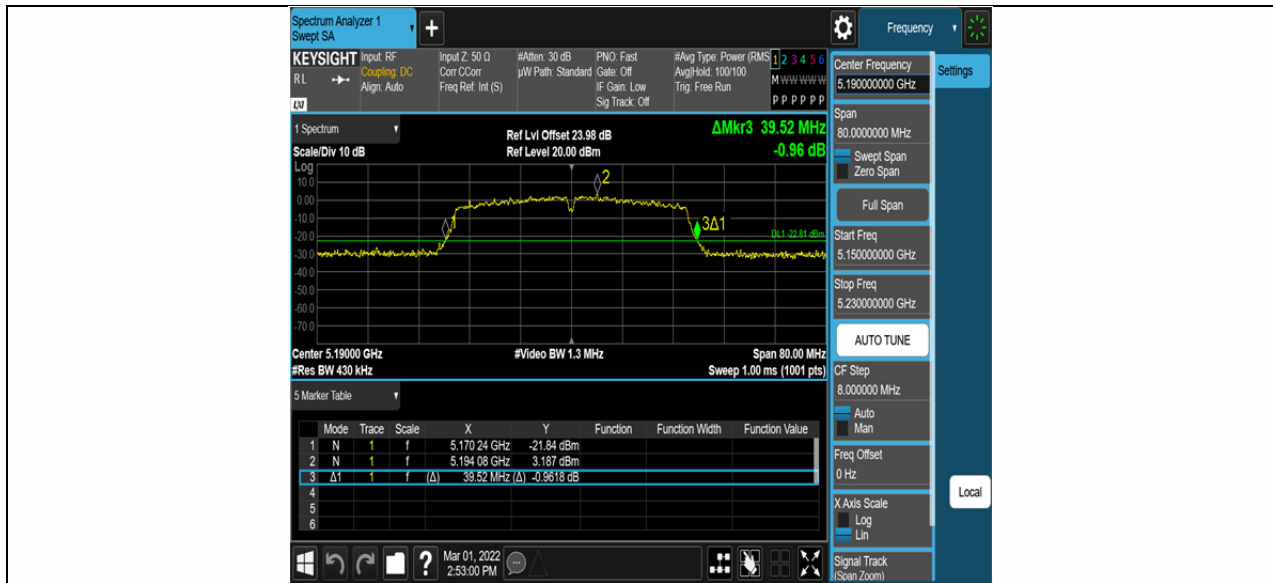 Spectrum Analyzer 1
Swept SA
+
Frequency
KEYSIGHT
RL
LXI
Input: RF
Coupling: DC
Align: Auto
Input Z: 50 Ω
Corr CCorr
Freq Ref: Int (S)
#Atten: 30 dB
µW Path: Standard
PNO: Fast
Gate: Off
IF Gain: Low
Sig Track: Off
#Avg Type: Power (RMS
Avg|Hold: 100/100
Trig: Free Run
1 2 3 4 5 6
M W W W W W
P P P P P P
1 Spectrum
Scale/Div 10 dB
Ref Lvl Offset 23.98 dB
Ref Level 20.00 dBm
ΔMkr3 39.52 MHz
-0.96 dB
Log
10.0
0.00
-10.0
-20.0
-30.0
-40.0
-50.0
-60.0
-70.0
2
3Δ1
DL1 -22.81 dBm
Center 5.19000 GHz
#Res BW 430 kHz
#Video BW 1.3 MHz
Span 80.00 MHz
Sweep 1.00 ms (1001 pts)
5 Marker Table
Mode Trace Scale X Y Function Function Width Function Value
1 N 1 f 5.170 24 GHz -21.84 dBm
2 N 1 f 5.194 08 GHz 3.187 dBm
3 Δ1 1 f (Δ) 39.52 MHz (Δ) -0.9618 dB
4
5
6
Mar 01, 2022
2:53:00 PM
?
Center Frequency
5.190000000 GHz
Span
80.0000000 MHz
Swept Span
Zero Span
Full Span
Start Freq
5.150000000 GHz
Stop Freq
5.230000000 GHz
AUTO TUNE
CF Step
8.000000 MHz
Auto
Man
Freq Offset
0 Hz
X Axis Scale
Log
Lin
Signal Track
(Span Zoom)
Settings
Local